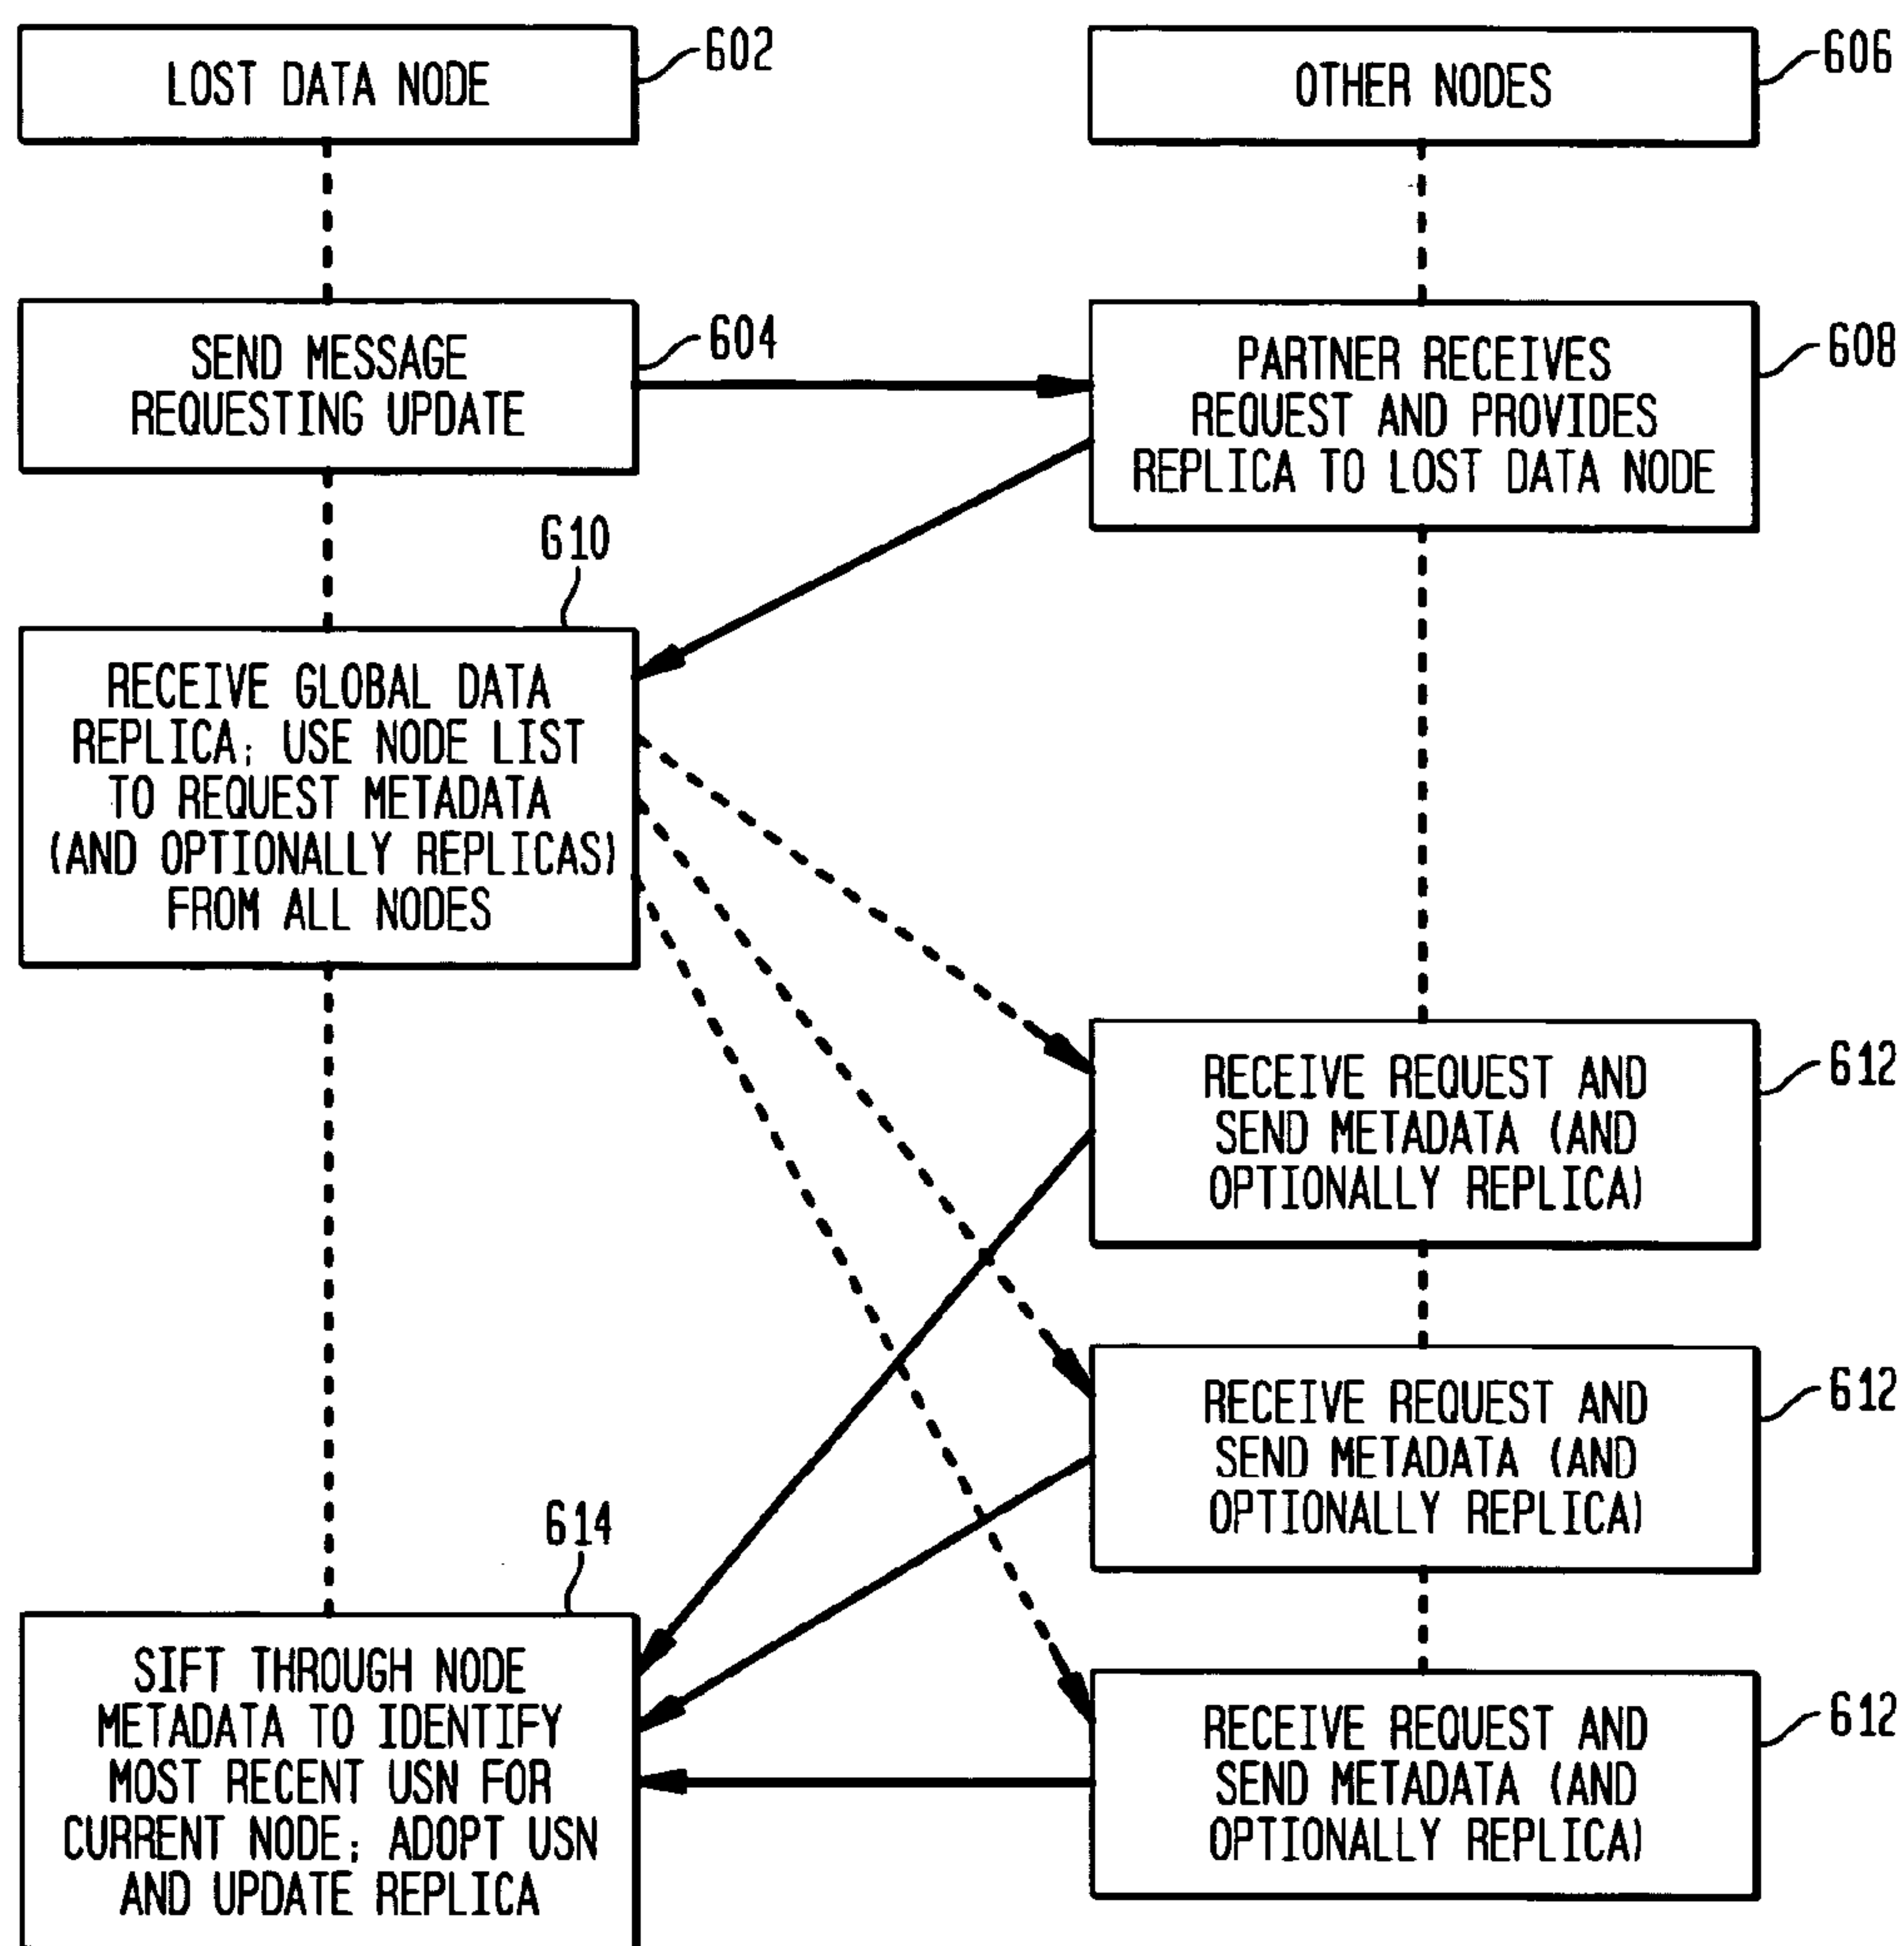 LOST DATA NODE
602
OTHER NODES
606
SEND MESSAGE
REQUESTING UPDATE
604
PARTNER RECEIVES
REQUEST AND PROVIDES
REPLICA TO LOST DATA NODE
608
610
RECEIVE GLOBAL DATA
REPLICA; USE NODE LIST
TO REQUEST METADATA
(AND OPTIONALLY REPLICAS)
FROM ALL NODES
RECEIVE REQUEST AND
SEND METADATA (AND
OPTIONALLY REPLICA)
612
RECEIVE REQUEST AND
SEND METADATA (AND
OPTIONALLY REPLICA)
612
614
SIFT THROUGH NODE
METADATA TO IDENTIFY
MOST RECENT USN FOR
CURRENT NODE; ADOPT USN
AND UPDATE REPLICA
RECEIVE REQUEST AND
SEND METADATA (AND
OPTIONALLY REPLICA)
612